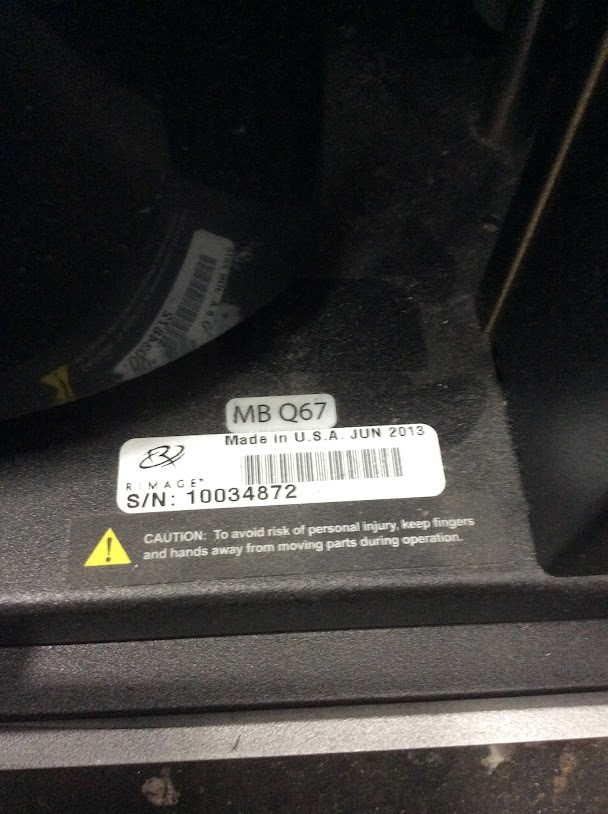 MB Q67
Made in U.S.A. JUN 2013
RIMAGE™
S/N: 10034872
CAUTION: To avoid risk of personal injury, keep fingers
and hands away from moving parts during operation.